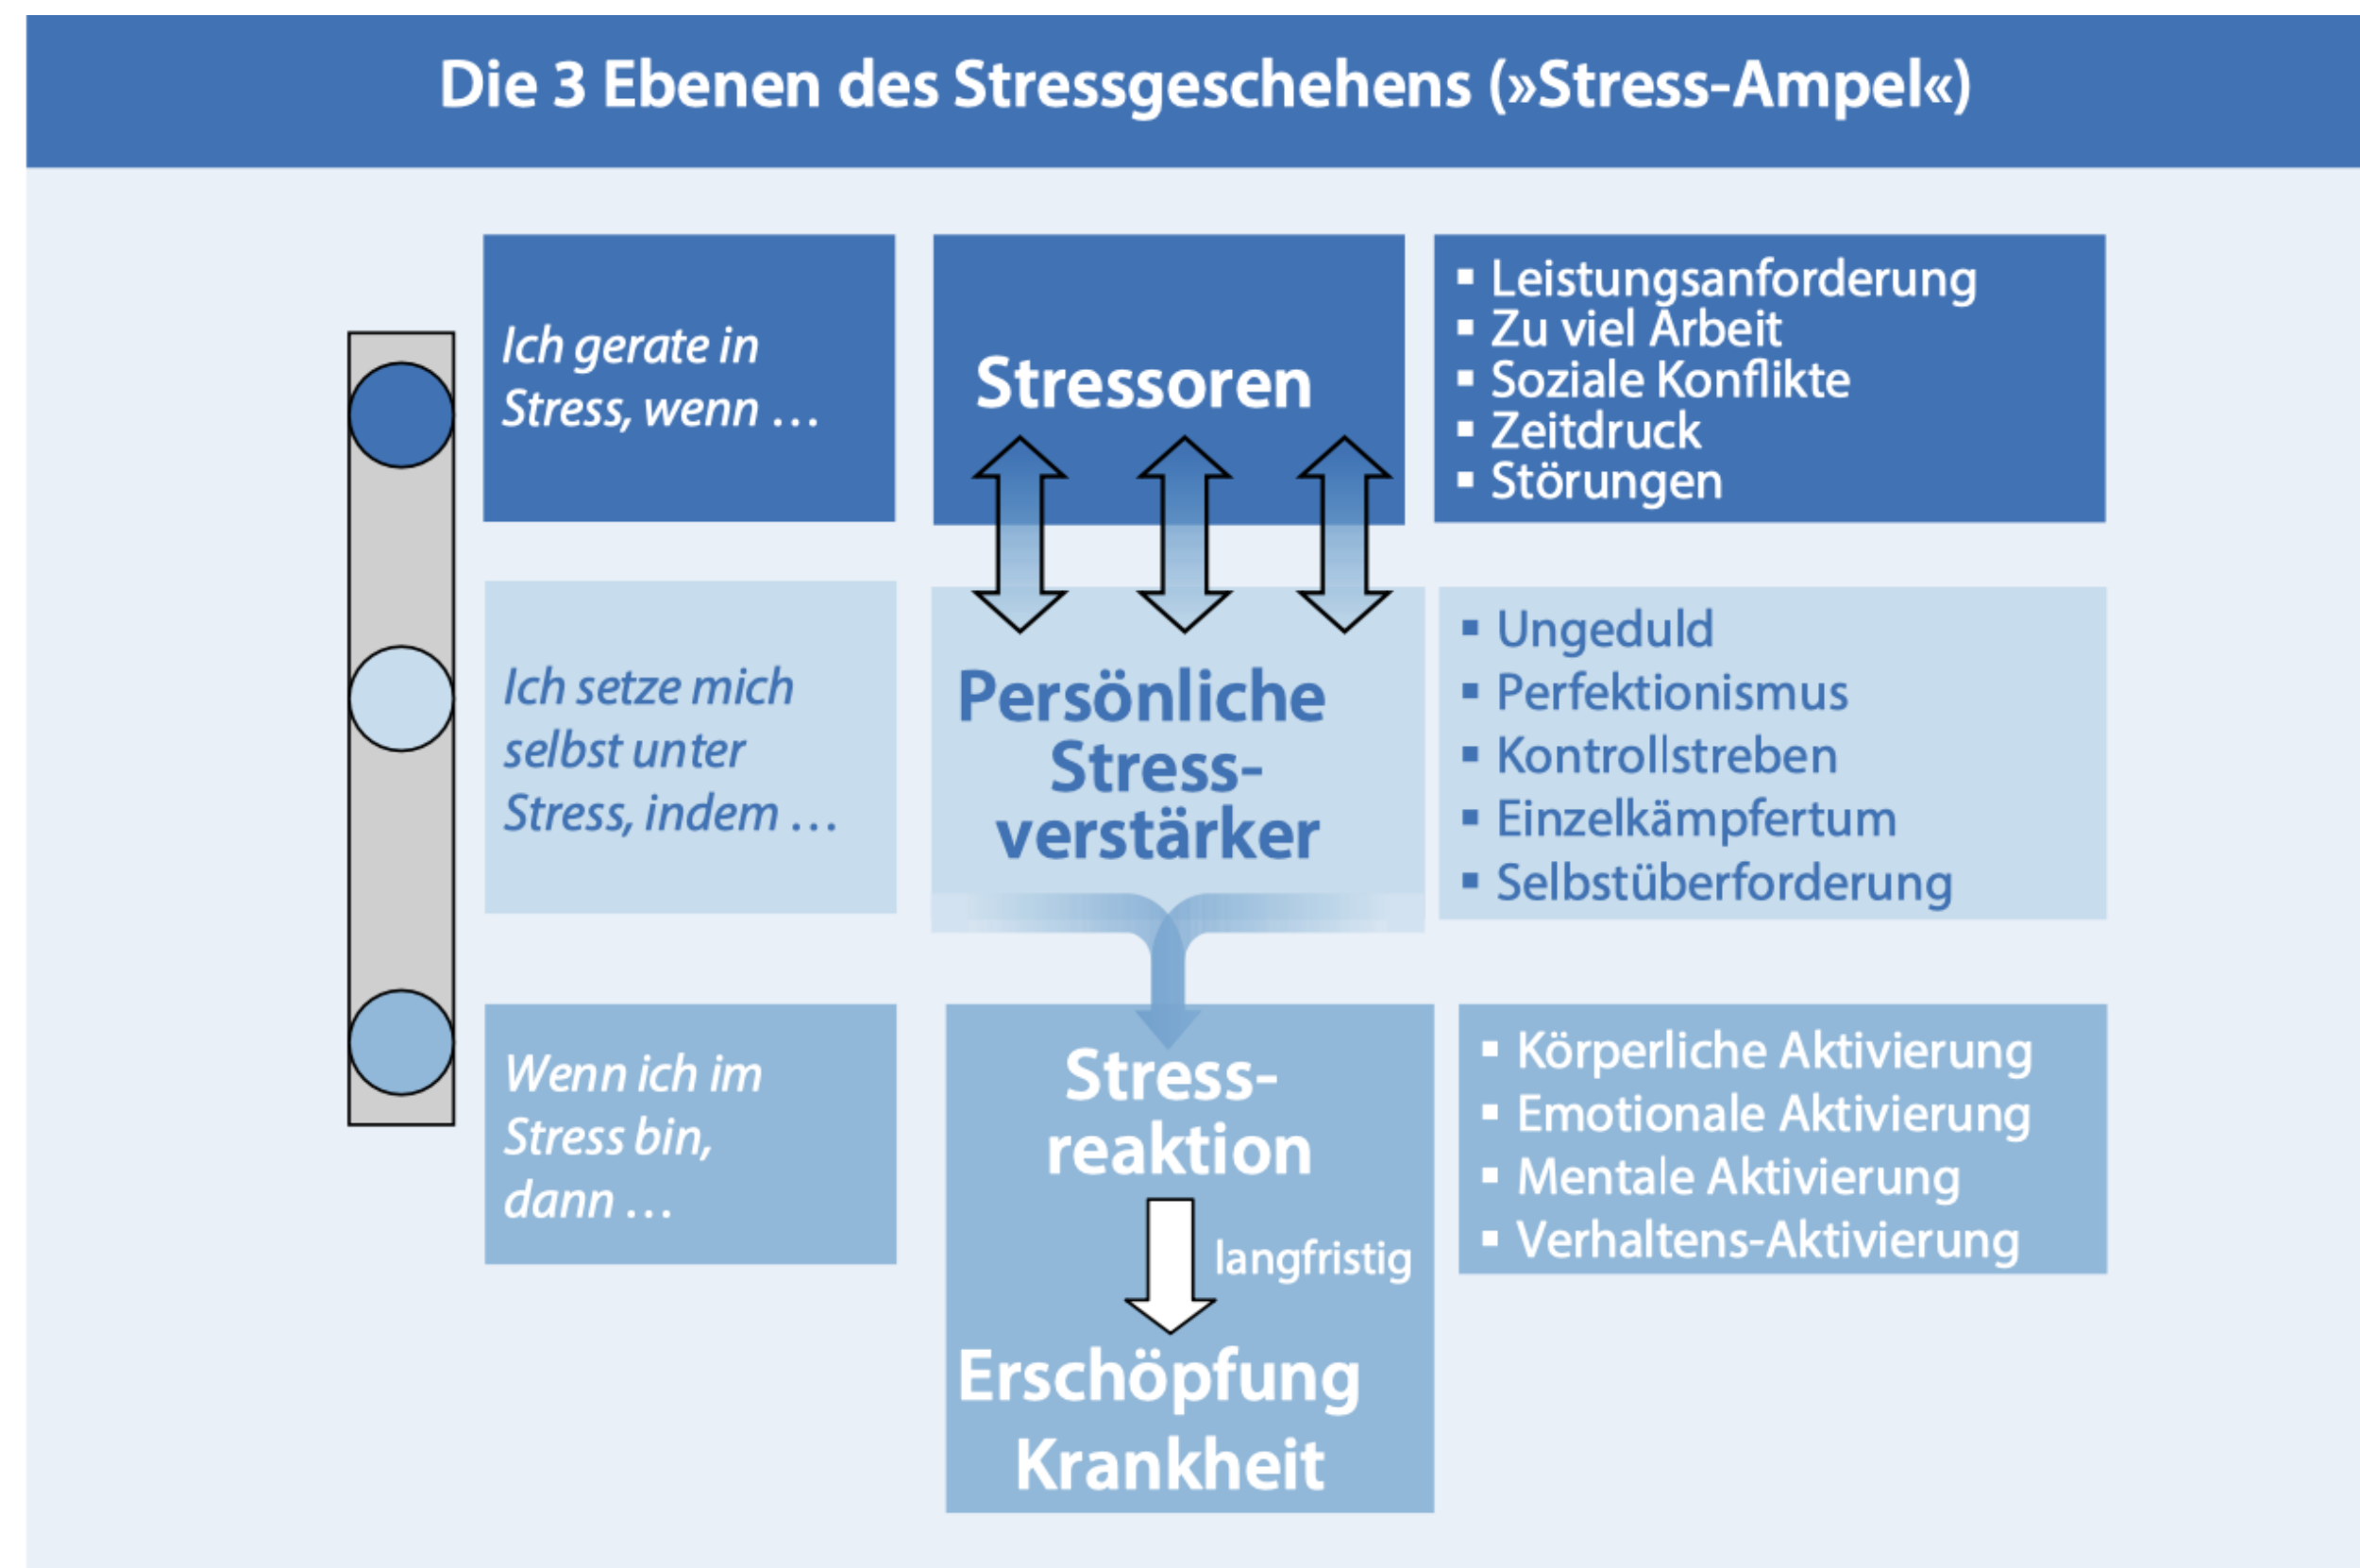 Die 3 Ebenen des Stressgeschehens (»Stress-Ampel«)
Ich gerate in
Stress, wenn …
Stressoren
▪ Leistungsanforderung
▪ Zu viel Arbeit
▪ Soziale Konflikte
▪ Zeitdruck
▪ Störungen
Ich setze mich
selbst unter
Stress, indem …
Persönliche
Stress-
verstärker
▪ Ungeduld
▪ Perfektionismus
▪ Kontrollstreben
▪ Einzelkämpfertum
▪ Selbstüberforderung
Wenn ich im
Stress bin,
dann …
Stress-
reaktion
langfristig
Erschöpfung
Krankheit
▪ Körperliche Aktivierung
▪ Emotionale Aktivierung
▪ Mentale Aktivierung
▪ Verhaltens-Aktivierung